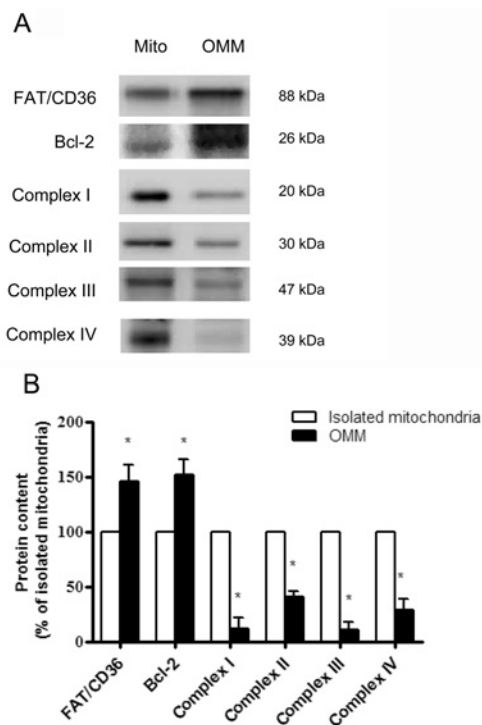 A
Mito OMM
FAT/CD36 88 kDa
Bcl-2 26 kDa
Complex I 20 kDa
Complex II 30 kDa
Complex III 47 kDa
Complex IV 39 kDa
B
Protein content
(% of isolated mitochondria)
200
150
100
50
0
Isolated mitochondria
OMM
* * * * * *
FAT/CD36 Bcl-2 Complex I Complex II Complex III Complex IV